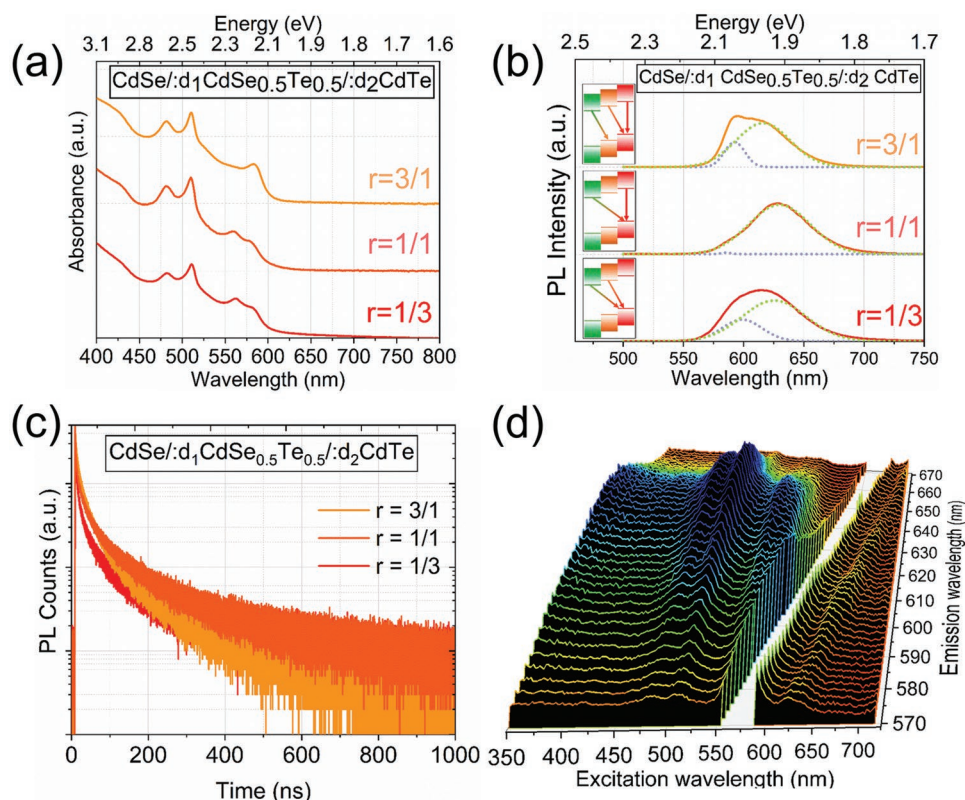 (a)
Energy (eV)
3.1 2.8 2.6 2.4 2.3 2.1 2.0 1.9 1.8 1.7 1.6
CdSe/:d₁CdSe₀.₅Te₀.₅/:d₂CdTe
Absorbance (a.u.)
r=3/1
r=1/1
r=1/3
400 450 500 550 600 650 700 750 800
Wavelength (nm)
(b)
Energy (eV)
2.5 2.3 2.1 1.9 1.8 1.7
CdSe/:d₁ CdSe₀.₅Te₀.₅/:d₂ CdTe
PL Intensity (a.u.)
r=3/1
r=1/1
r=1/3
500 550 600 650 700 750
Wavelength (nm)
(c)
CdSe/:d₁CdSe₀.₅Te₀.₅/:d₂CdTe
PL Counts (a.u.)
r = 3/1
r = 1/1
r = 1/3
0 200 400 600 800 1000
Time (ns)
(d)
670
660
650
640
630
620
610
600
590
580
570
Emission wavelength (nm)
350 400 450 500 550 600 650 700
Excitation wavelength (nm)